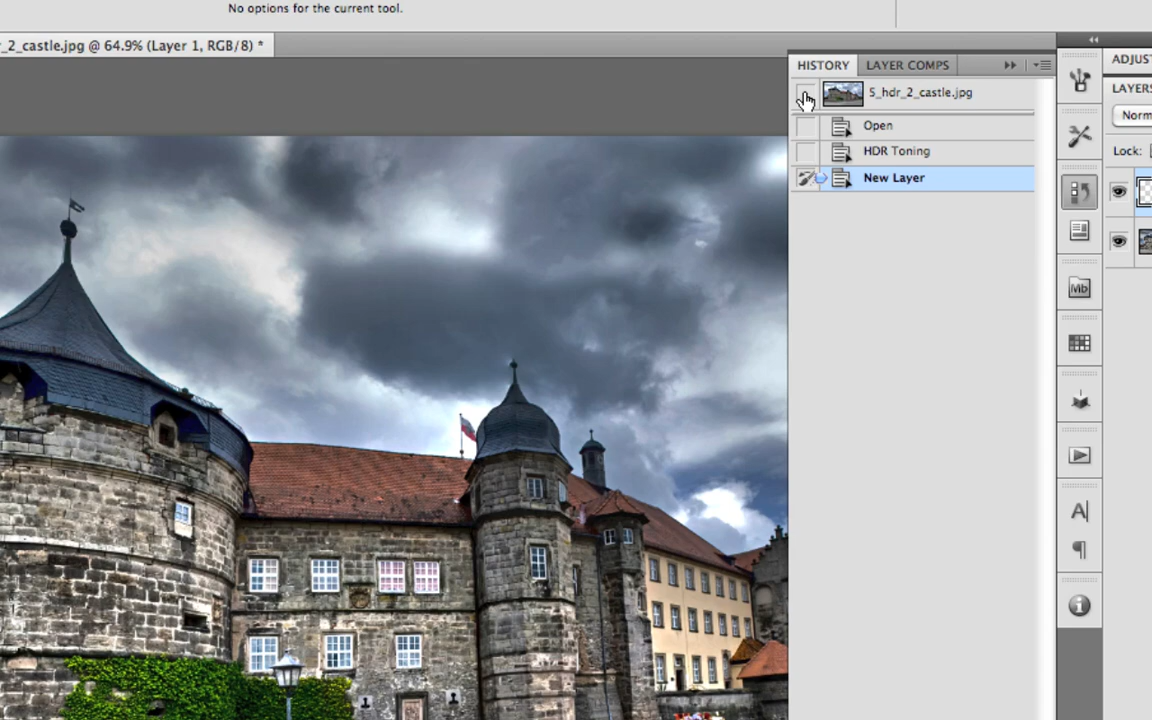 No options for the current tool.
_2_castle.jpg @ 64.9% (Layer 1, RGB/8) *
HISTORY LAYER COMPS
5_hdr_2_castle.jpg
Open
HDR Toning
New Layer
Mb
A
ADJUST
LAYERS
Norm
Lock: